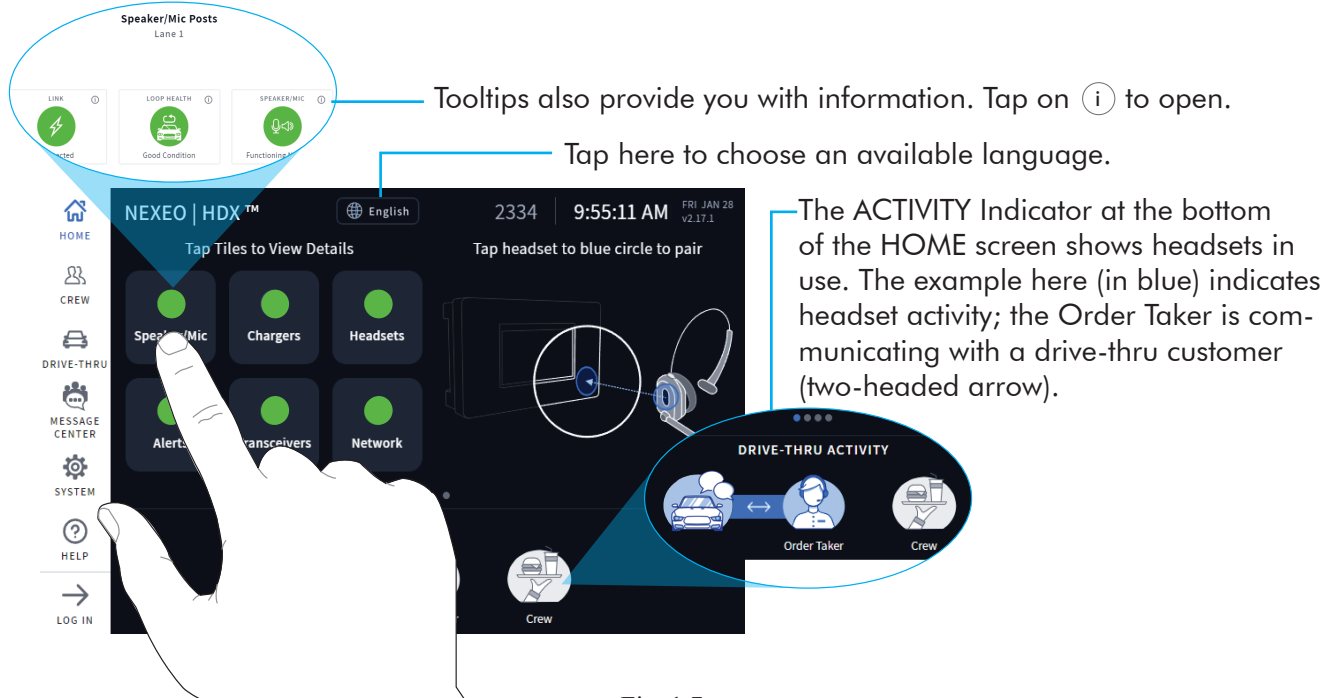 Speaker/Mic Posts
Lane 1
LINK
LOOP HEALTH
SPEAKER/MIC
Good Condition
Functioning
Tooltips also provide you with information. Tap on i to open.
Tap here to choose an available language.
HOME
CREW
DRIVE-THRU
MESSAGE
CENTER
SYSTEM
HELP
LOG IN
NEXEO | HDX™
English
2334
9:55:11 AM
FRI JAN 28
v2.17.1
Tap Tiles to View Details
Tap headset to blue circle to pair
Speaker/Mic
Chargers
Headsets
Alerts
Transceivers
Network
Crew
The ACTIVITY Indicator at the bottom
of the HOME screen shows headsets in
use. The example here (in blue) indicates
headset activity; the Order Taker is com-
municating with a drive-thru customer
(two-headed arrow).
DRIVE-THRU ACTIVITY
Order Taker
Crew